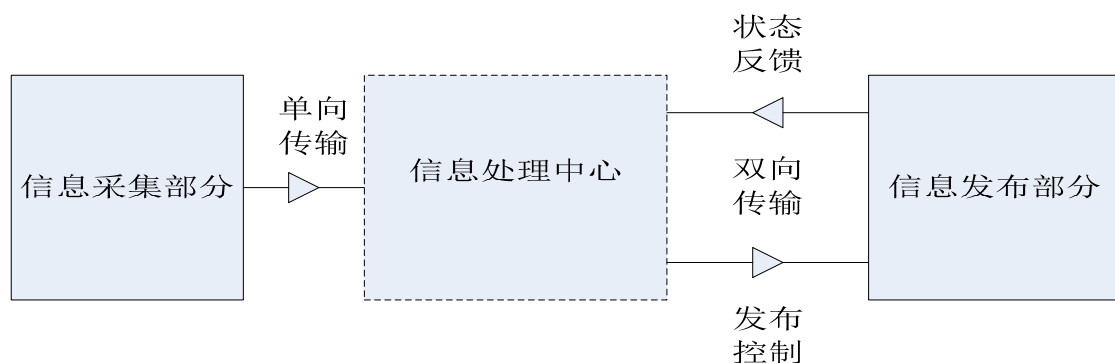 状态
反馈
单向
传输
信息采集部分
信息处理中心
双向
传输
信息发布部分
发布
控制